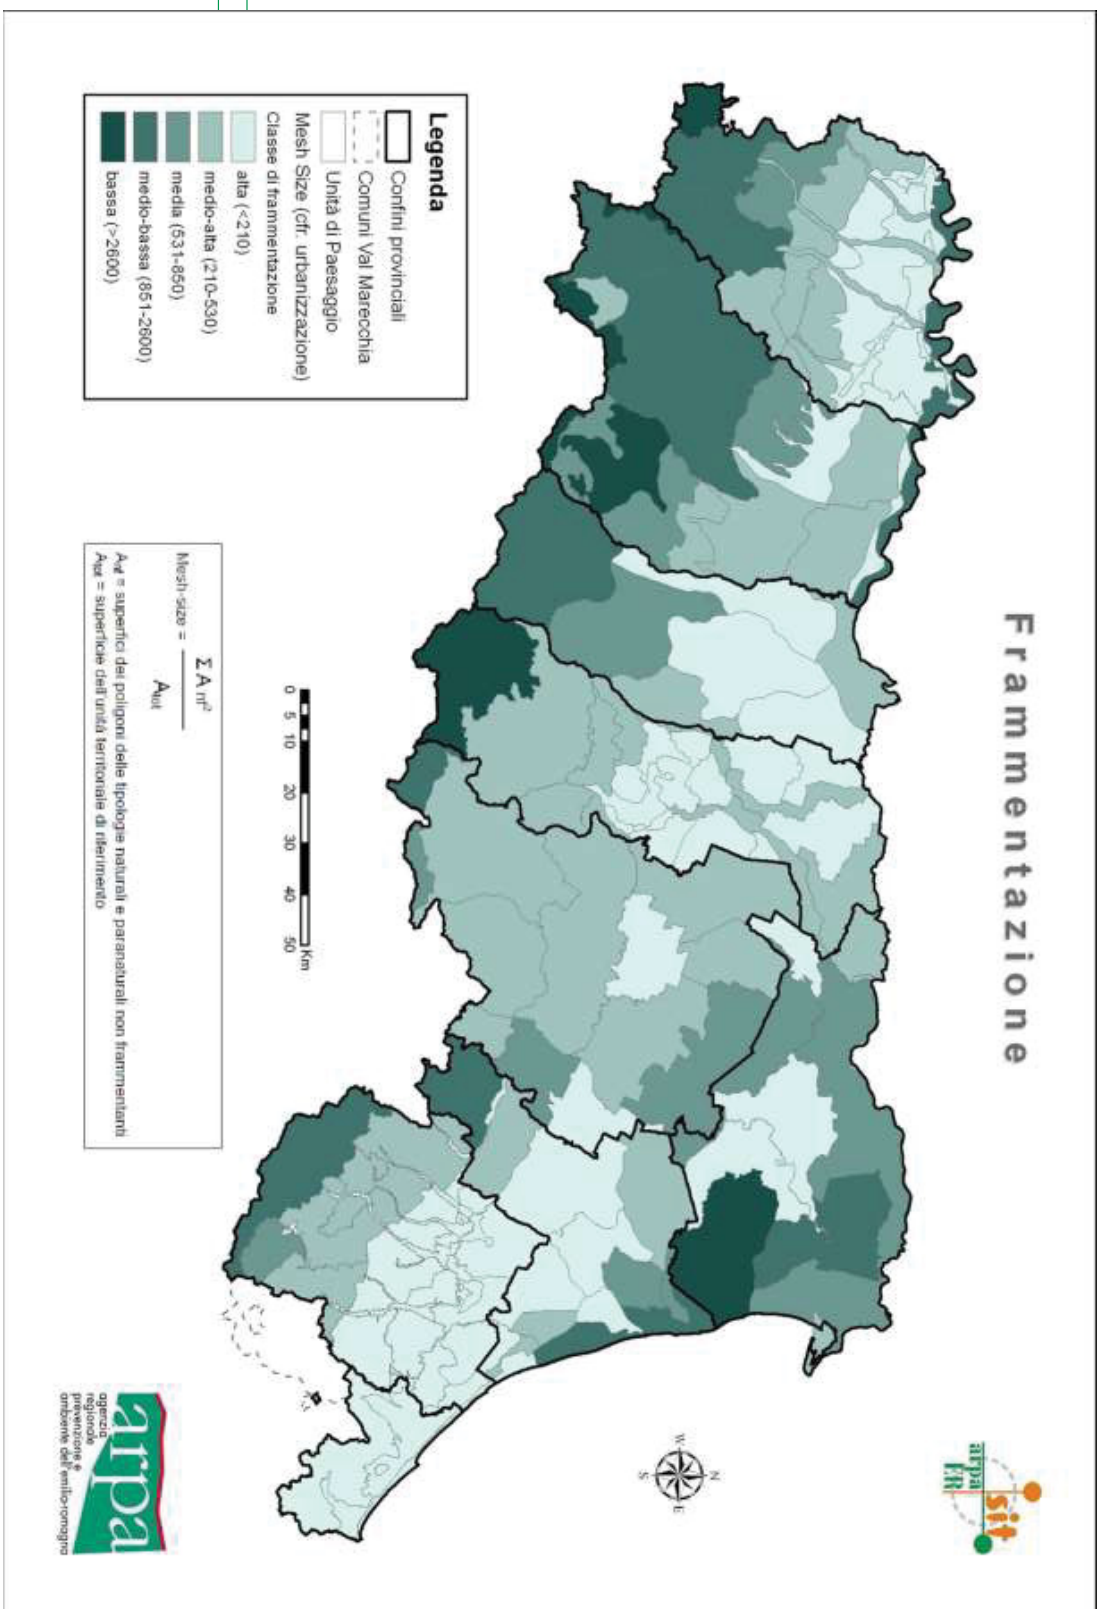 Frammentazione
sit
arpa
ER
N
W
E
S
Legenda
Confini provinciali
Comuni Val Marecchia
Unità di Paesaggio
Mesh Size (cfr. urbanizzazione)
Classe di frammentazione
alta (<210)
medio-alta (210-530)
media (531-850)
medio-bassa (851-2600)
bassa (>2600)
0 5 10 20 30 40 50
Km
Mesh-size = Σ A nf²
Atot
Anf = superfici dei poligoni delle tipologie naturali e paranaturali non frammentanti
Atot = superficie dell'unità territoriale di riferimento
arpa
agenzia
regionale
prevenzione e
ambiente dell'emilia-romagna